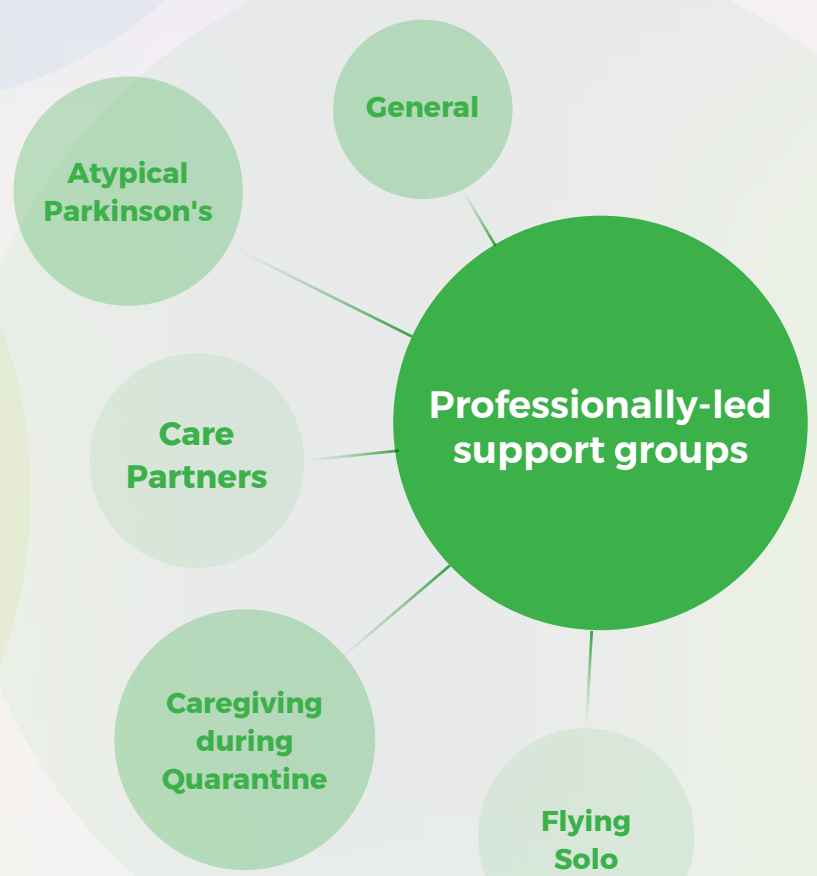 General
Atypical
Parkinson's
Professionally-led
support groups
Care
Partners
Caregiving
during
Quarantine
Flying
Solo